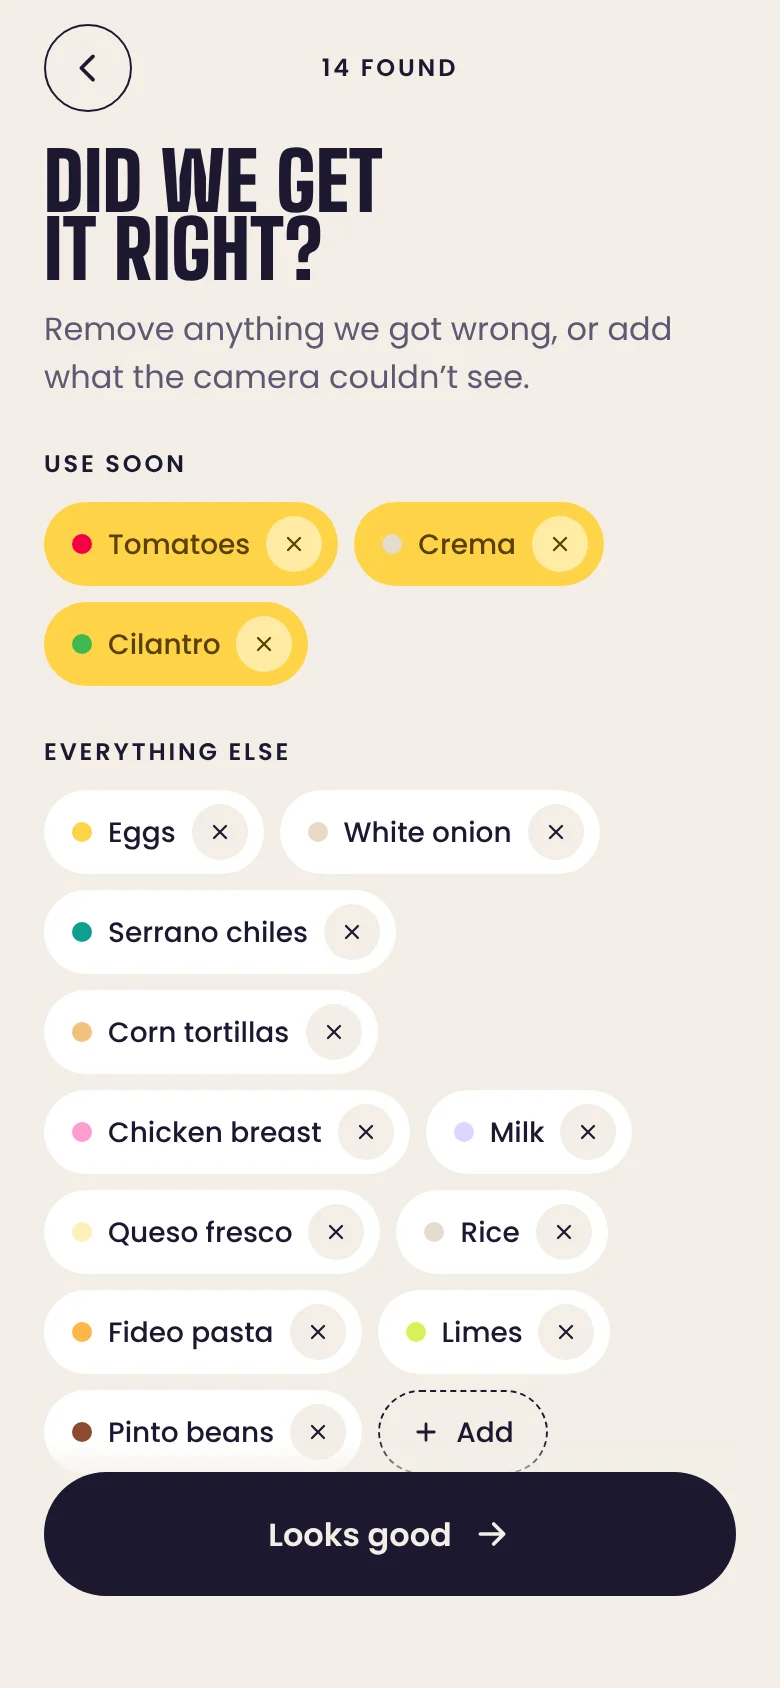 14 FOUND
DID WE GET
IT RIGHT?
Remove anything we got wrong, or add
what the camera couldn’t see.
USE SOON
Tomatoes
Crema
Cilantro
EVERYTHING ELSE
Eggs
White onion
Serrano chiles
Corn tortillas
Chicken breast
Milk
Queso fresco
Rice
Fideo pasta
Limes
Pinto beans
+ Add
Looks good →